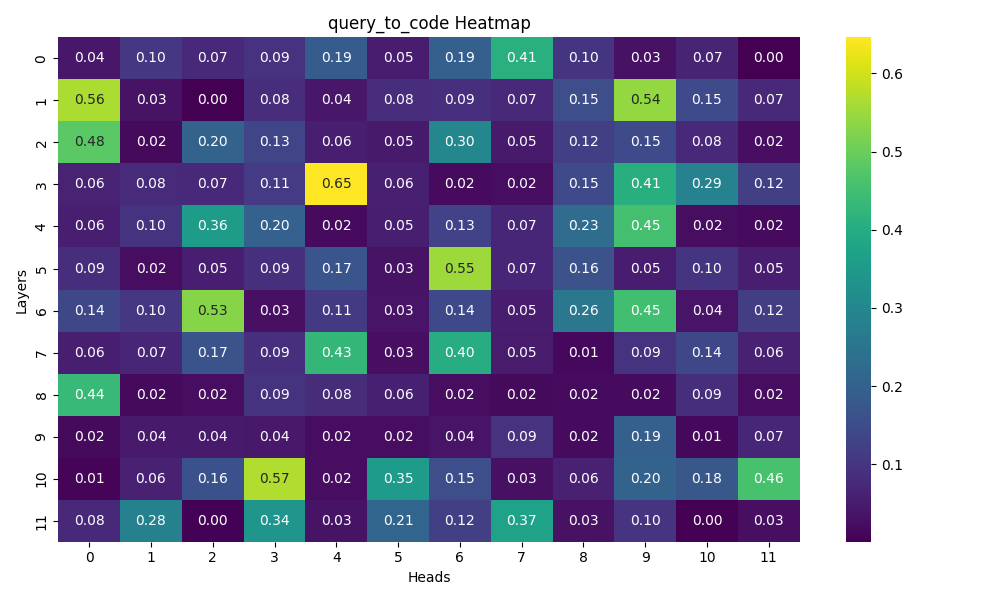 query_to_code Heatmap
0 0.04 0.10 0.07 0.09 0.19 0.05 0.19 0.41 0.10 0.03 0.07 0.00
1 0.56 0.03 0.00 0.08 0.04 0.08 0.09 0.07 0.15 0.54 0.15 0.07
2 0.48 0.02 0.20 0.13 0.06 0.05 0.30 0.05 0.12 0.15 0.08 0.02
3 0.06 0.08 0.07 0.11 0.65 0.06 0.02 0.02 0.15 0.41 0.29 0.12
4 0.06 0.10 0.36 0.20 0.02 0.05 0.13 0.07 0.23 0.45 0.02 0.02
5 0.09 0.02 0.05 0.09 0.17 0.03 0.55 0.07 0.16 0.05 0.10 0.05
6 0.14 0.10 0.53 0.03 0.11 0.03 0.14 0.05 0.26 0.45 0.04 0.12
7 0.06 0.07 0.17 0.09 0.43 0.03 0.40 0.05 0.01 0.09 0.14 0.06
8 0.44 0.02 0.02 0.09 0.08 0.06 0.02 0.02 0.02 0.02 0.09 0.02
9 0.02 0.04 0.04 0.04 0.02 0.02 0.04 0.09 0.02 0.19 0.01 0.07
10 0.01 0.06 0.16 0.57 0.02 0.35 0.15 0.03 0.06 0.20 0.18 0.46
11 0.08 0.28 0.00 0.34 0.03 0.21 0.12 0.37 0.03 0.10 0.00 0.03
0 1 2 3 4 5 6 7 8 9 10 11
Heads
Layers
0.6
0.5
0.4
0.3
0.2
0.1